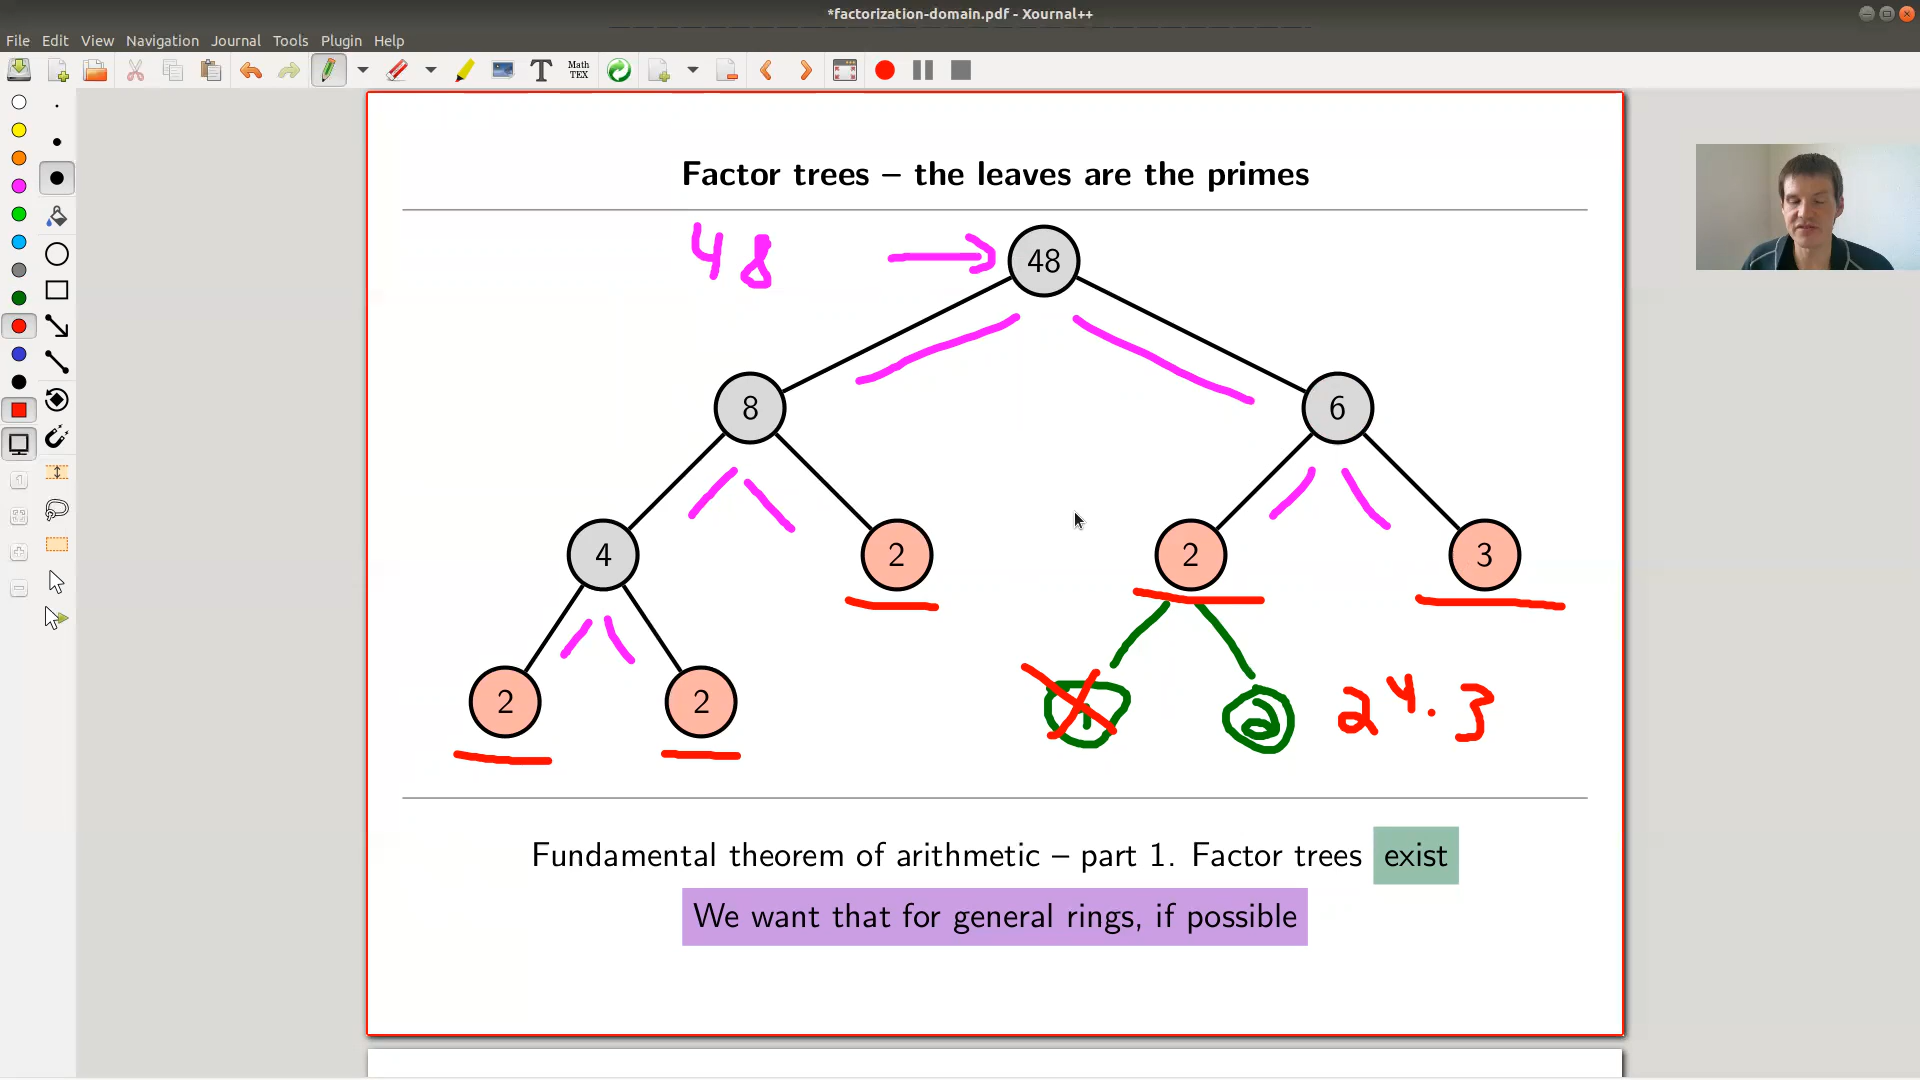 *factorization-domain.pdf - Xournal++
File Edit View Navigation Journal Tools Plugin Help
T Math TEX
Factor trees – the leaves are the primes
48 → 48
8 6
4 2 2 3
2 2 1 2 2⁴ · 3
Fundamental theorem of arithmetic – part 1. Factor trees exist
We want that for general rings, if possible